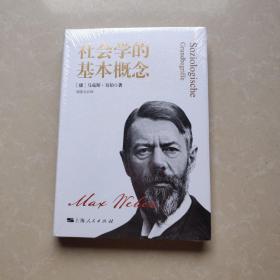 社会学的
基本概念
Soziologische
Grundbegriffe
［德］马克斯·韦伯 著
Max Weber
上海人民出版社